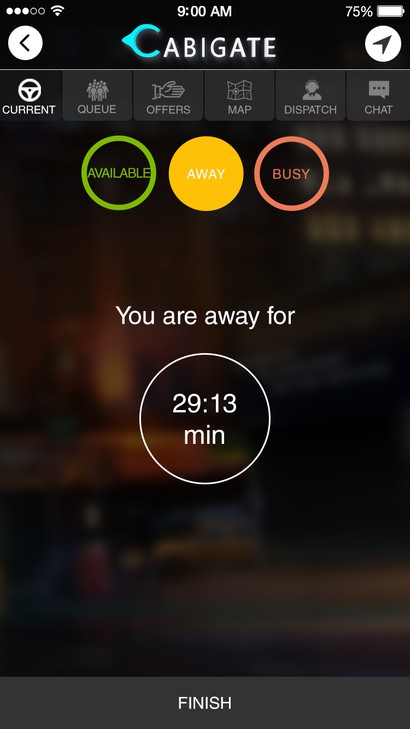 9:00 AM
75%
CABIGATE
CURRENT
QUEUE
OFFERS
MAP
DISPATCH
CHAT
AVAILABLE
AWAY
BUSY
You are away for
29:13
min
FINISH